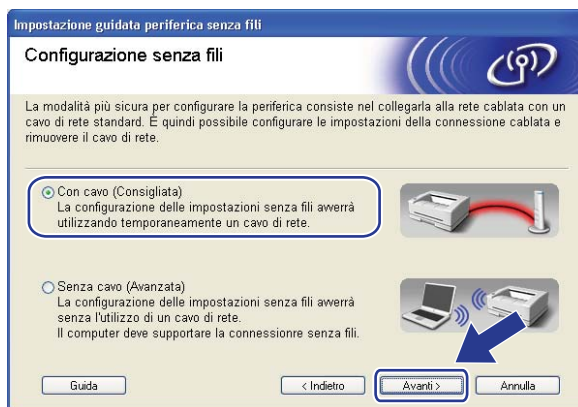 Impostazione guidata periferica senza fili
Configurazione senza fili
La modalità più sicura per configurare la periferica consiste nel collegarla alla rete cablata con un
cavo di rete standard. È quindi possibile configurare le impostazioni della connessione cablata e
rimuovere il cavo di rete.
Con cavo (Consigliata)
La configurazione delle impostazioni senza fili avverrà
utilizzando temporaneamente un cavo di rete.
Senza cavo (Avanzata)
La configurazione delle impostazioni senza fili avverrà
senza l'utilizzo di un cavo di rete.
Il computer deve supportare la connessionre senza fili.
Guida
< Indietro
Avanti >
Annulla